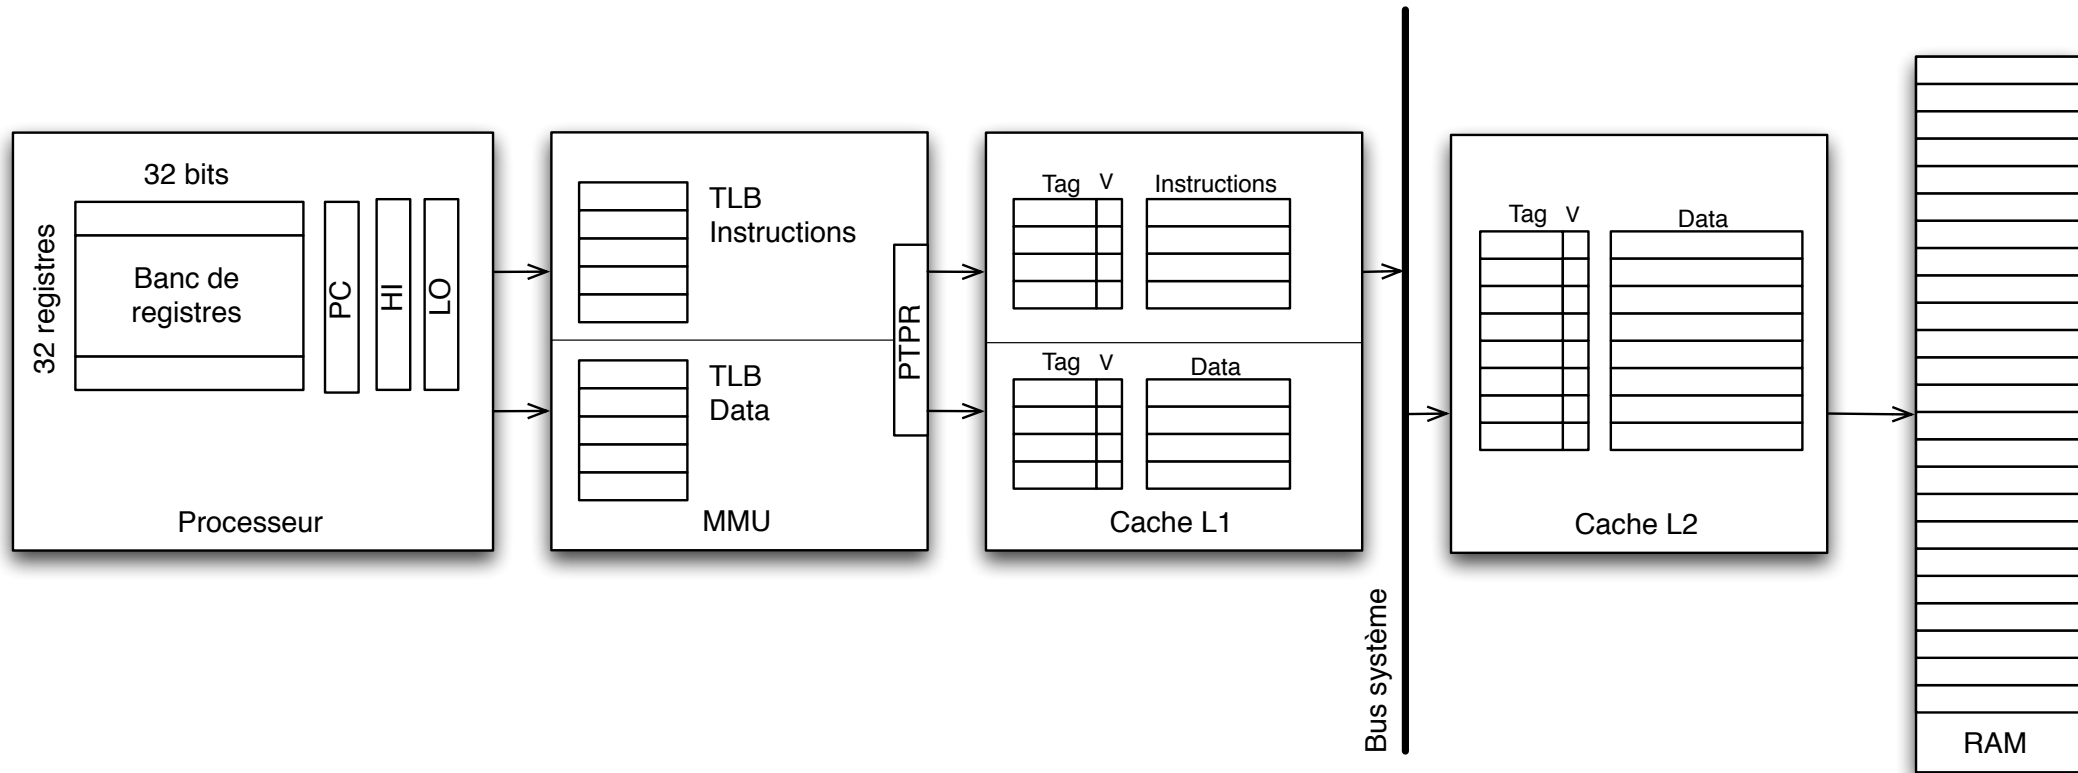 32 bits
32 registres
Banc de
registres
PC
HI
LO
Processeur
TLB
Instructions
TLB
Data
PTPR
MMU
Tag V Instructions
Tag V Data
Cache L1
Bus système
Tag V Data
Cache L2
RAM